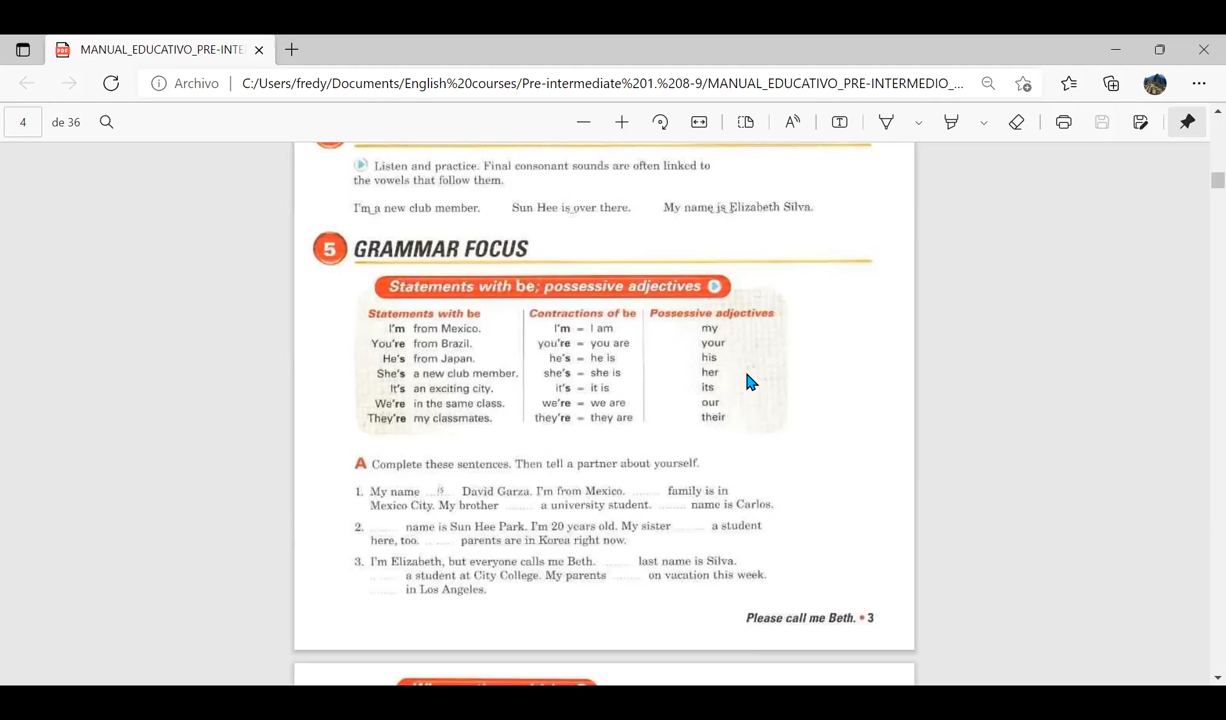 MANUAL_EDUCATIVO_PRE-INTE
Archivo | C:/Users/fredy/Documents/English%20courses/Pre-intermediate%201.%208-9/MANUAL_EDUCATIVO_PRE-INTERMEDIO_...
4 de 36
Listen and practice. Final consonant sounds are often linked to
the vowels that follow them.
I'm a new club member. Sun Hee is over there. My name is Elizabeth Silva.
5 GRAMMAR FOCUS
Statements with be; possessive adjectives
Statements with be Contractions of be Possessive adjectives
I'm from Mexico. I'm = I am my
You're from Brazil. you're = you are your
He's from Japan. he's = he is his
She's a new club member. she's = she is her
It's an exciting city. it's = it is its
We're in the same class. we're = we are our
They're my classmates. they're = they are their
A Complete these sentences. Then tell a partner about yourself.
1. My name ...is... David Garza. I'm from Mexico. ........ family is in
Mexico City. My brother ........ a university student. ........ name is Carlos.
2. ........ name is Sun Hee Park. I'm 20 years old. My sister ........ a student
here, too. ........ parents are in Korea right now.
3. I'm Elizabeth, but everyone calls me Beth. ........ last name is Silva.
........ a student at City College. My parents ........ on vacation this week.
........ in Los Angeles.
Please call me Beth. • 3